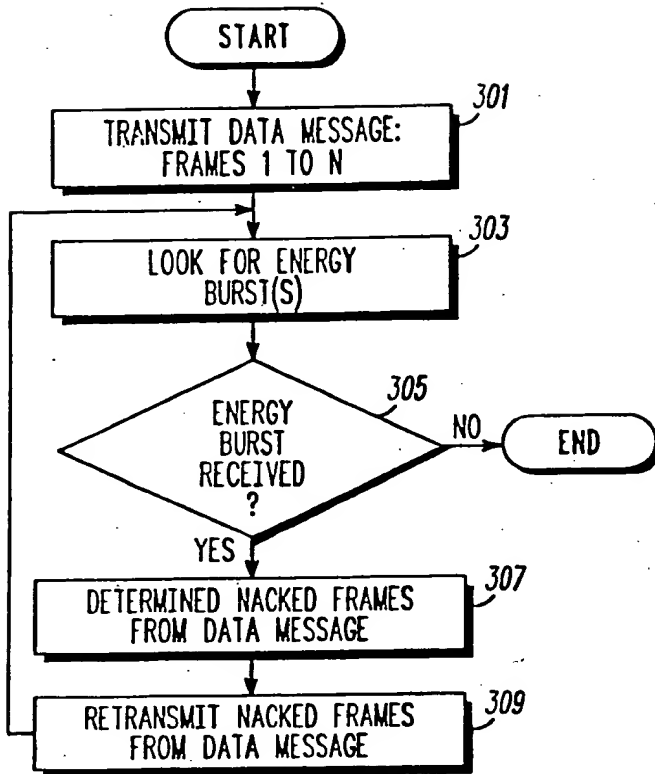 START
301
TRANSMIT DATA MESSAGE:
FRAMES 1 TO N
303
LOOK FOR ENERGY
BURST(S)
305
ENERGY
BURST
RECEIVED
?
NO
END
YES
307
DETERMINED NACKED FRAMES
FROM DATA MESSAGE
309
RETRANSMIT NACKED FRAMES
FROM DATA MESSAGE